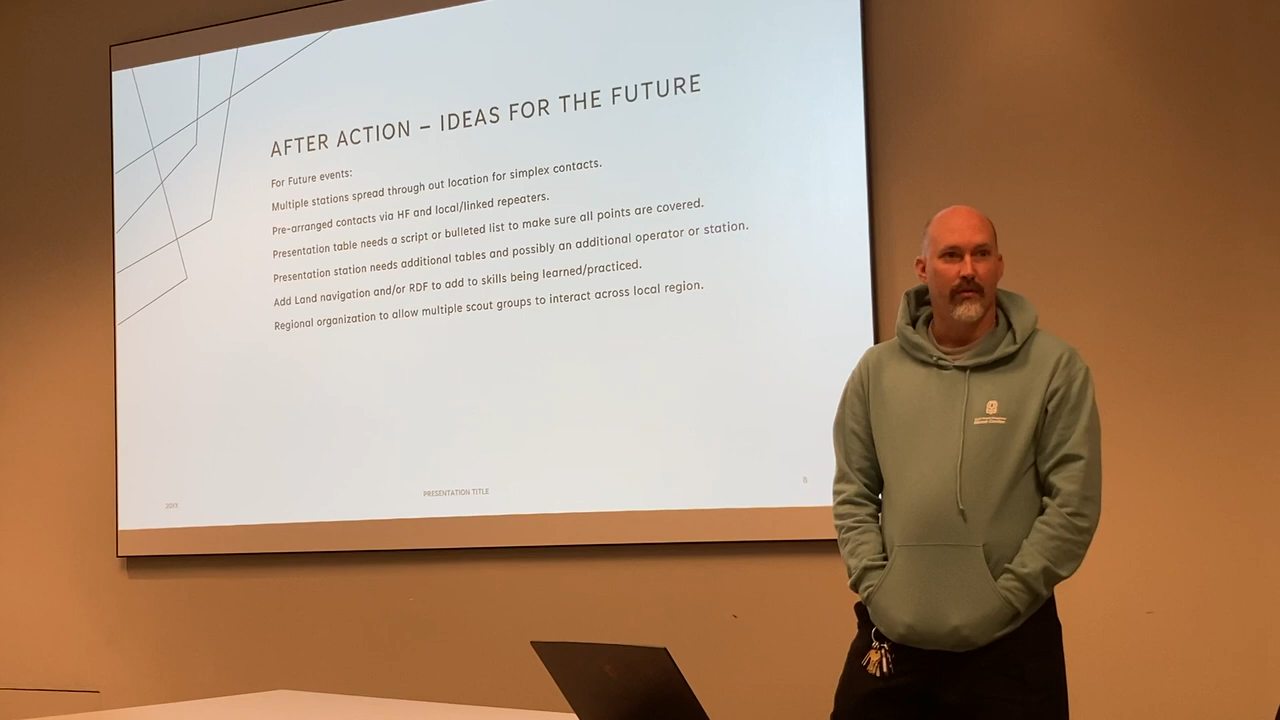 AFTER ACTION – IDEAS FOR THE FUTURE
For Future events:
Multiple stations spread through out location for simplex contacts.
Pre-arranged contacts via HF and local/linked repeaters.
Presentation table needs a script or bulleted list to make sure all points are covered.
Presentation station needs additional tables and possibly an additional operator or station.
Add Land navigation and/or RDF to add to skills being learned/practiced.
Regional organization to allow multiple scout groups to interact across local region.
20XX
PRESENTATION TITLE
8